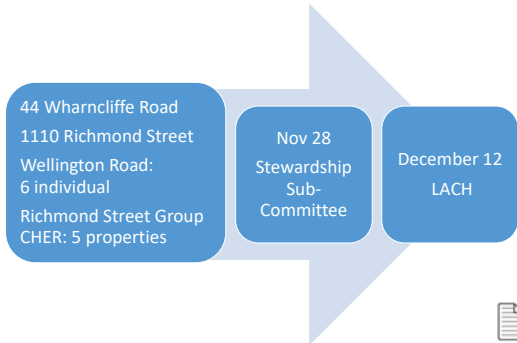 44 Wharncliffe Road
1110 Richmond Street
Wellington Road:
6 individual
Richmond Street Group
CHER: 5 properties
Nov 28
Stewardship
Sub-
Committee
December 12
LACH